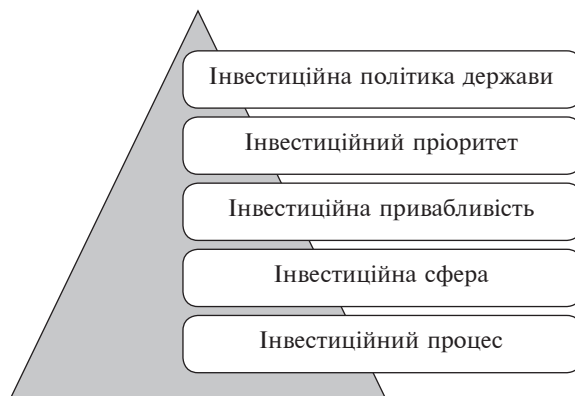 Інвестиційна політика держави
Інвестиційний пріоритет
Інвестиційна привабливість
Інвестиційна сфера
Інвестиційний процес